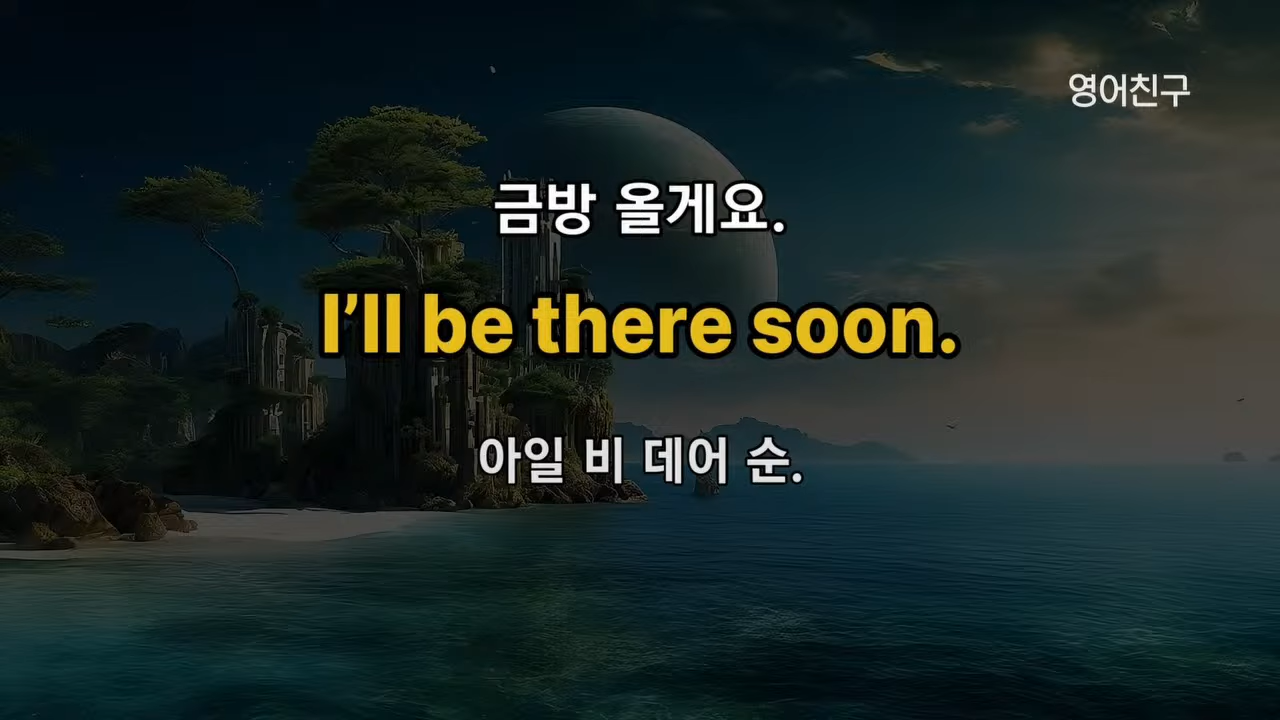 영어친구
금방 올게요.
I'll be there soon.
아일 비 데어 순.